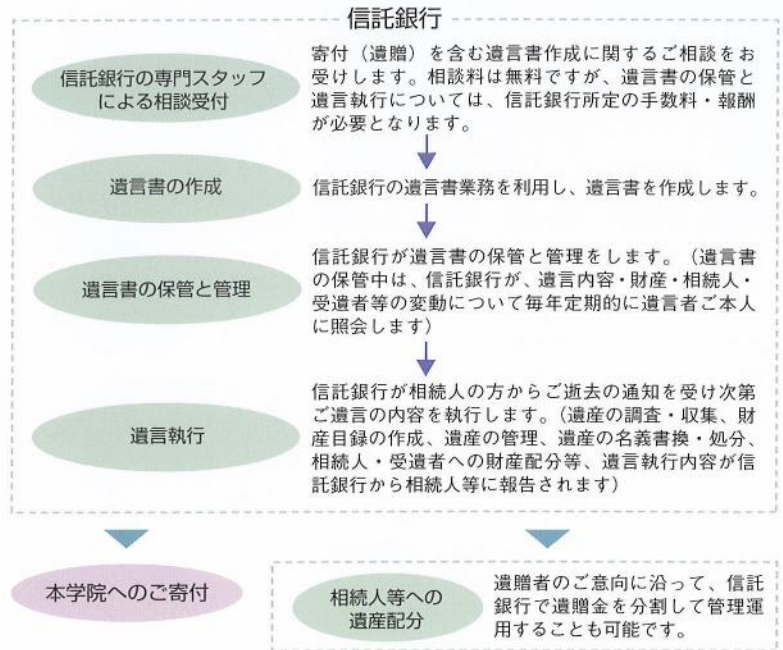 信託銀行
信託銀行の専門スタッフ
による相談受付
寄付（遺贈）を含む遺言書作成に関するご相談をお
受けします。相談料は無料ですが、遺言書の保管と
遺言執行については、信託銀行所定の手数料・報酬
が必要となります。
遺言書の作成
信託銀行の遺言書業務を利用し、遺言書を作成します。
遺言書の保管と管理
信託銀行が遺言書の保管と管理をします。（遺言書
の保管中は、信託銀行が、遺言内容・財産・相続人・
受遺者等の変動について毎年定期的に遺言者ご本人
に照会します）
遺言執行
信託銀行が相続人の方からご逝去の通知を受け次第
ご遺言の内容を執行します。（遺産の調査・収集、財
産目録の作成、遺産の管理、遺産の名義書換・処分、
相続人・受遺者への財産配分等、遺言執行内容が信
託銀行から相続人等に報告されます）
本学院へのご寄付
相続人等への
遺産配分
遺贈者のご意向に沿って、信託
銀行で遺贈金を分割して管理運
用することも可能です。